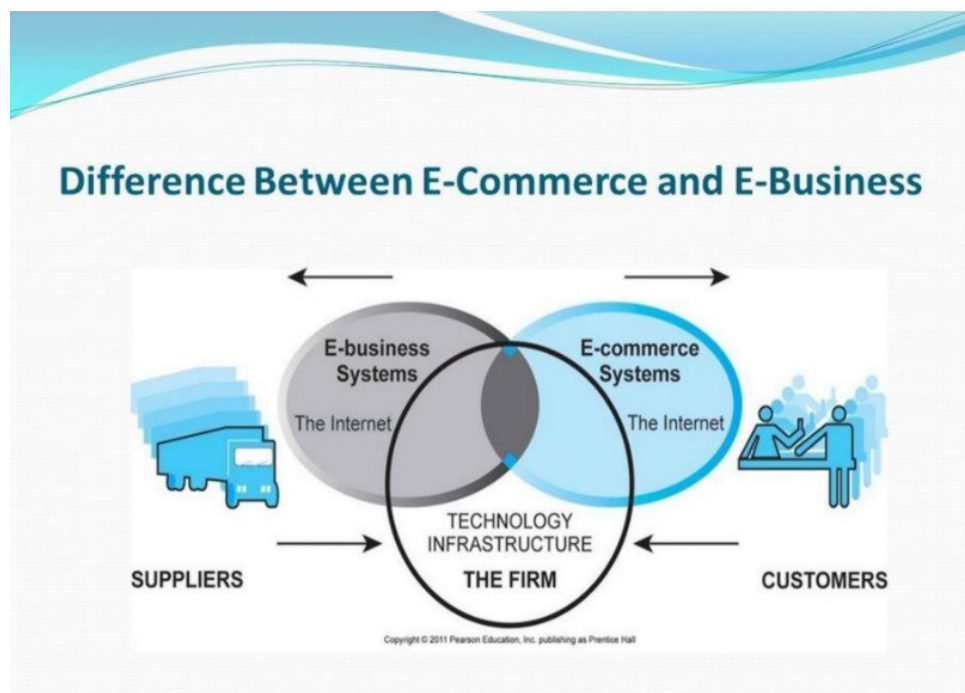 Difference Between E-Commerce and E-Business
E-business
Systems
The Internet
E-commerce
Systems
The Internet
TECHNOLOGY
INFRASTRUCTURE
THE FIRM
SUPPLIERS
CUSTOMERS
Copyright © 2011 Pearson Education, Inc. publishing as Prentice Hall